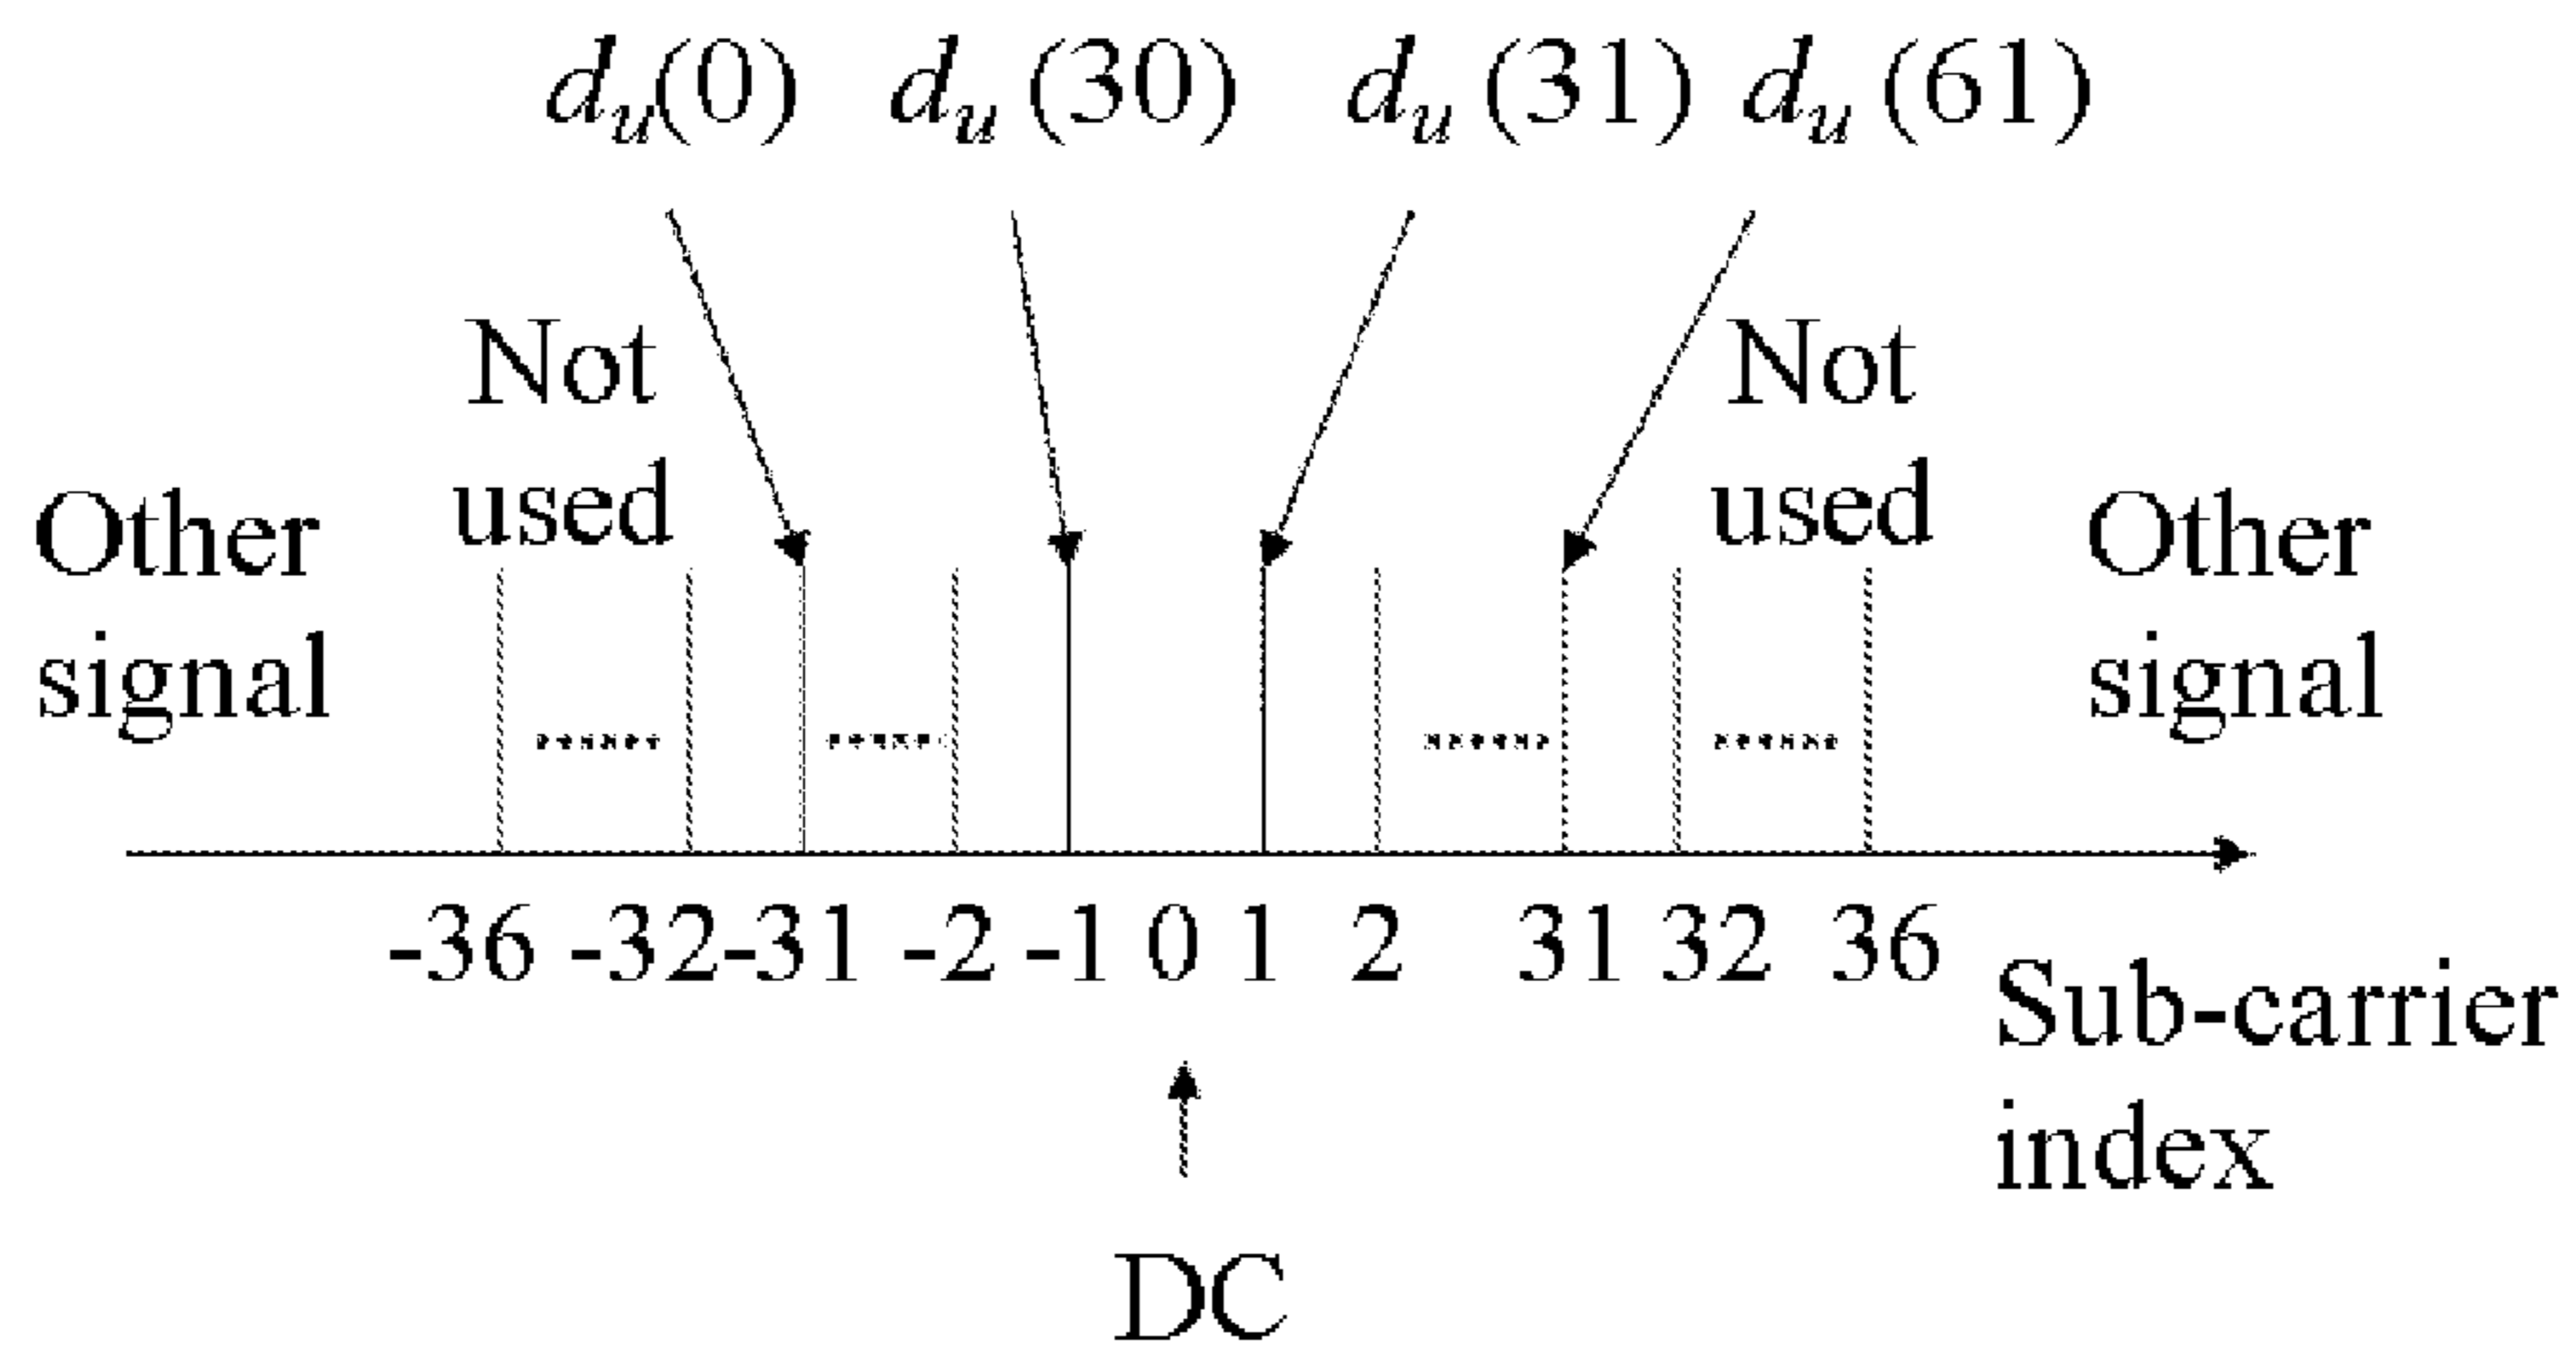 d_u(0) d_u (30) d_u (31) d_u (61)
Not
used
Not
used
Other
signal
Other
signal
-36 -32 -31 -2 -1 0 1 2 31 32 36
Sub-carrier
index
DC